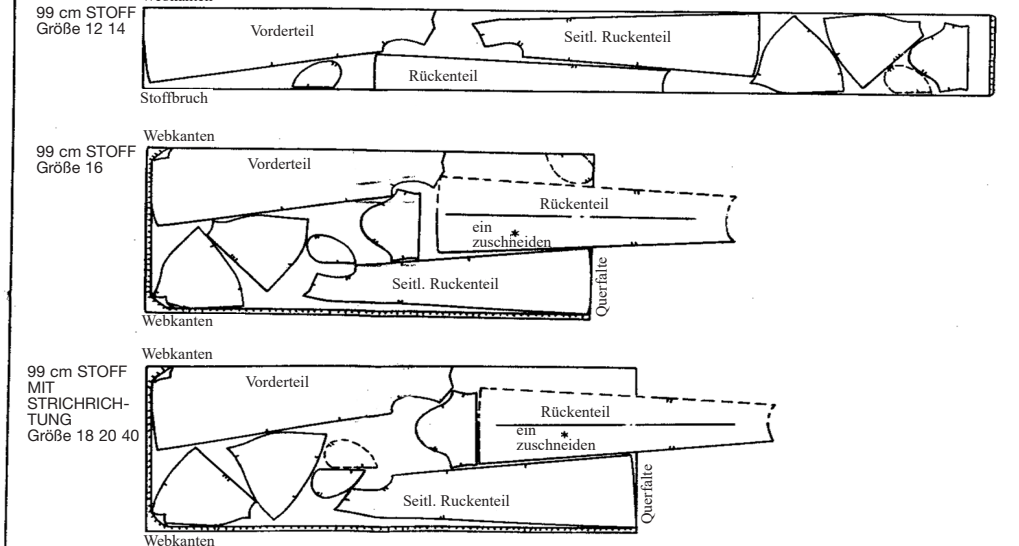 Webkanten
99 cm STOFF
Größe 12 14
Vorderteil
Seitl. Ruckenteil
Rückenteil
Stoffbruch
Webkanten
99 cm STOFF
Größe 16
Vorderteil
Rückenteil
ein *
zuschneiden
Seitl. Ruckenteil
Querfalte
Webkanten
Webkanten
99 cm STOFF
MIT
STRICHRICH-
TUNG
Größe 18 20 40
Vorderteil
Rückenteil
ein *
zuschneiden
Seitl. Ruckenteil
Querfalte
Webkanten